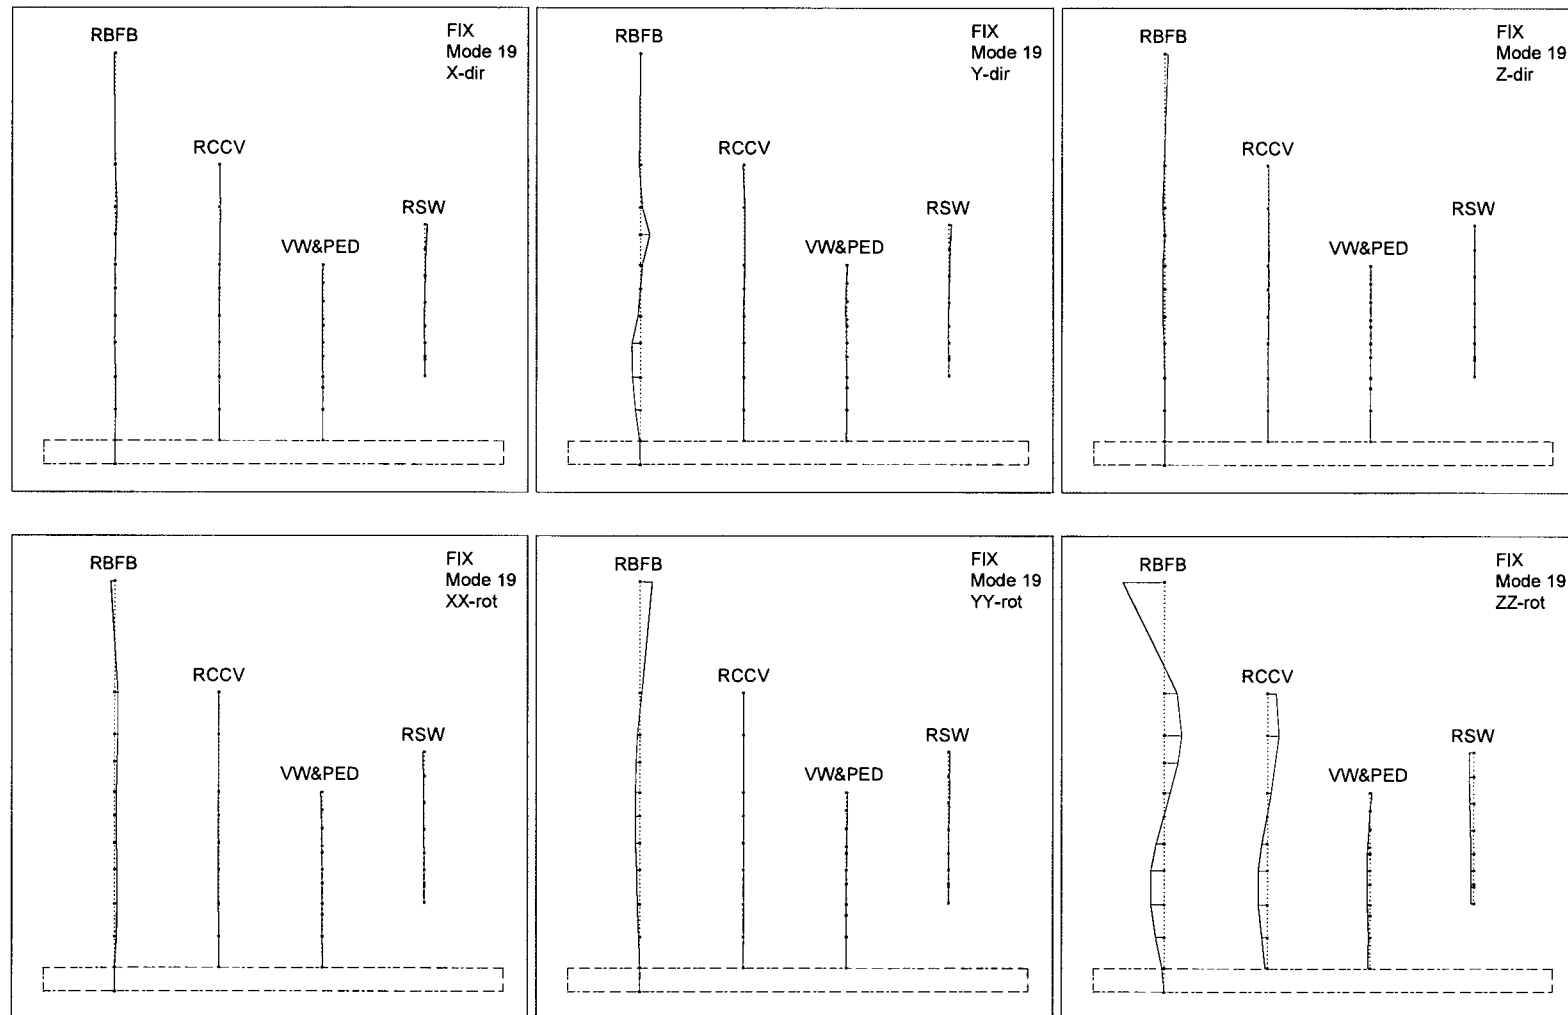 RBFB
FIX
Mode 19
X-dir
RCCV
RSW
VW&PED
RBFB
FIX
Mode 19
Y-dir
RCCV
RSW
VW&PED
RBFB
FIX
Mode 19
Z-dir
RCCV
RSW
VW&PED
RBFB
FIX
Mode 19
XX-rot
RCCV
RSW
VW&PED
RBFB
FIX
Mode 19
YY-rot
RCCV
RSW
VW&PED
RBFB
FIX
Mode 19
ZZ-rot
RCCV
RSW
VW&PED